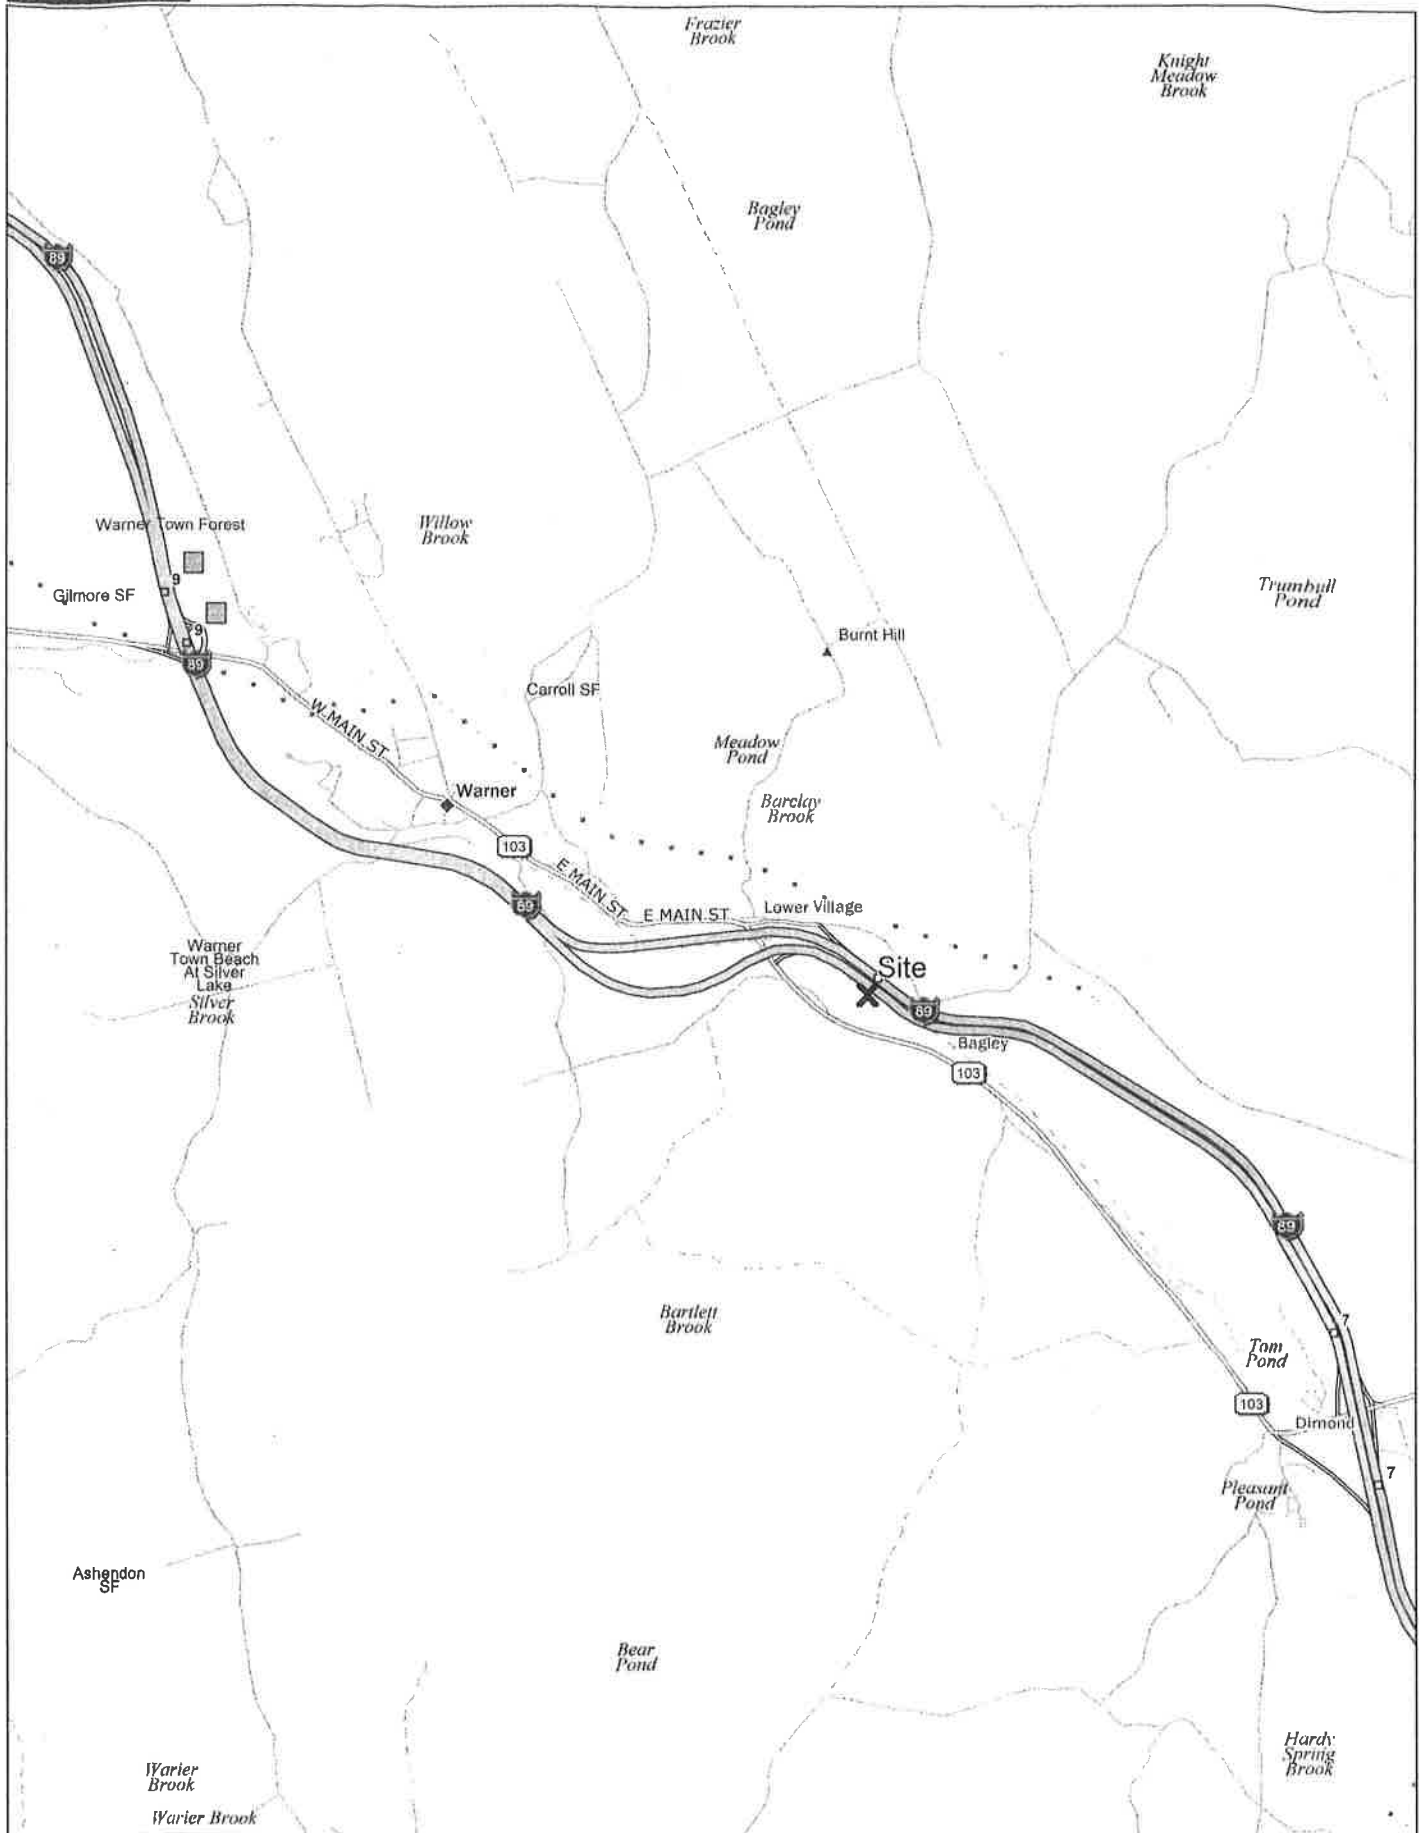 Frazier
Brook
Knight
Meadow
Brook
Bagley
Pond
89
Warner Town Forest
Willow
Brook
9
Gilmore SF
Trumbull
Pond
9
Burnt Hill
89
Carroll SF
W MAIN ST
Meadow
Pond
Warner
Barclay
Brook
103
E MAIN ST
89
E MAIN ST
Lower Village
Warner
Town Beach
At Silver
Lake
Silver
Brook
Site
89
Bagley
103
89
Bartlett
Brook
7
Tom
Pond
103
Dimond
7
Pleasant
Pond
Ashendon
SF
Bear
Pond
Hardy
Spring
Brook
Warier
Brook
Warier Brook